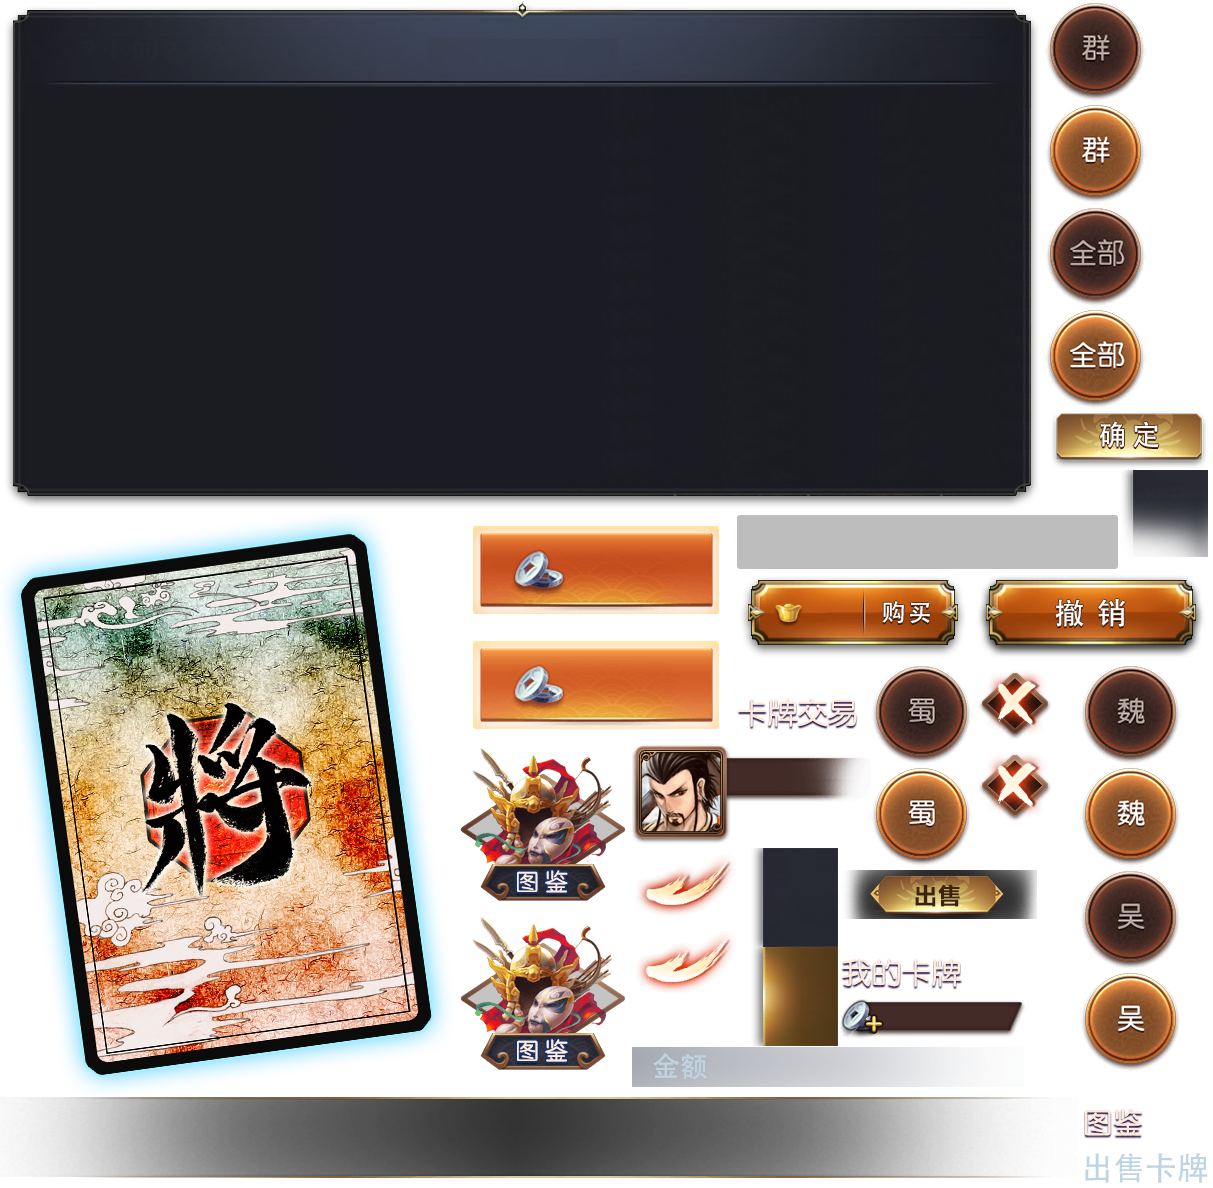 群
群
全部
全部
确定
购买
撤销
卡牌交易
蜀
魏
蜀
魏
將
图鉴
出售
吴
我的卡牌
吴
图鉴
金额
图鉴
出售卡牌